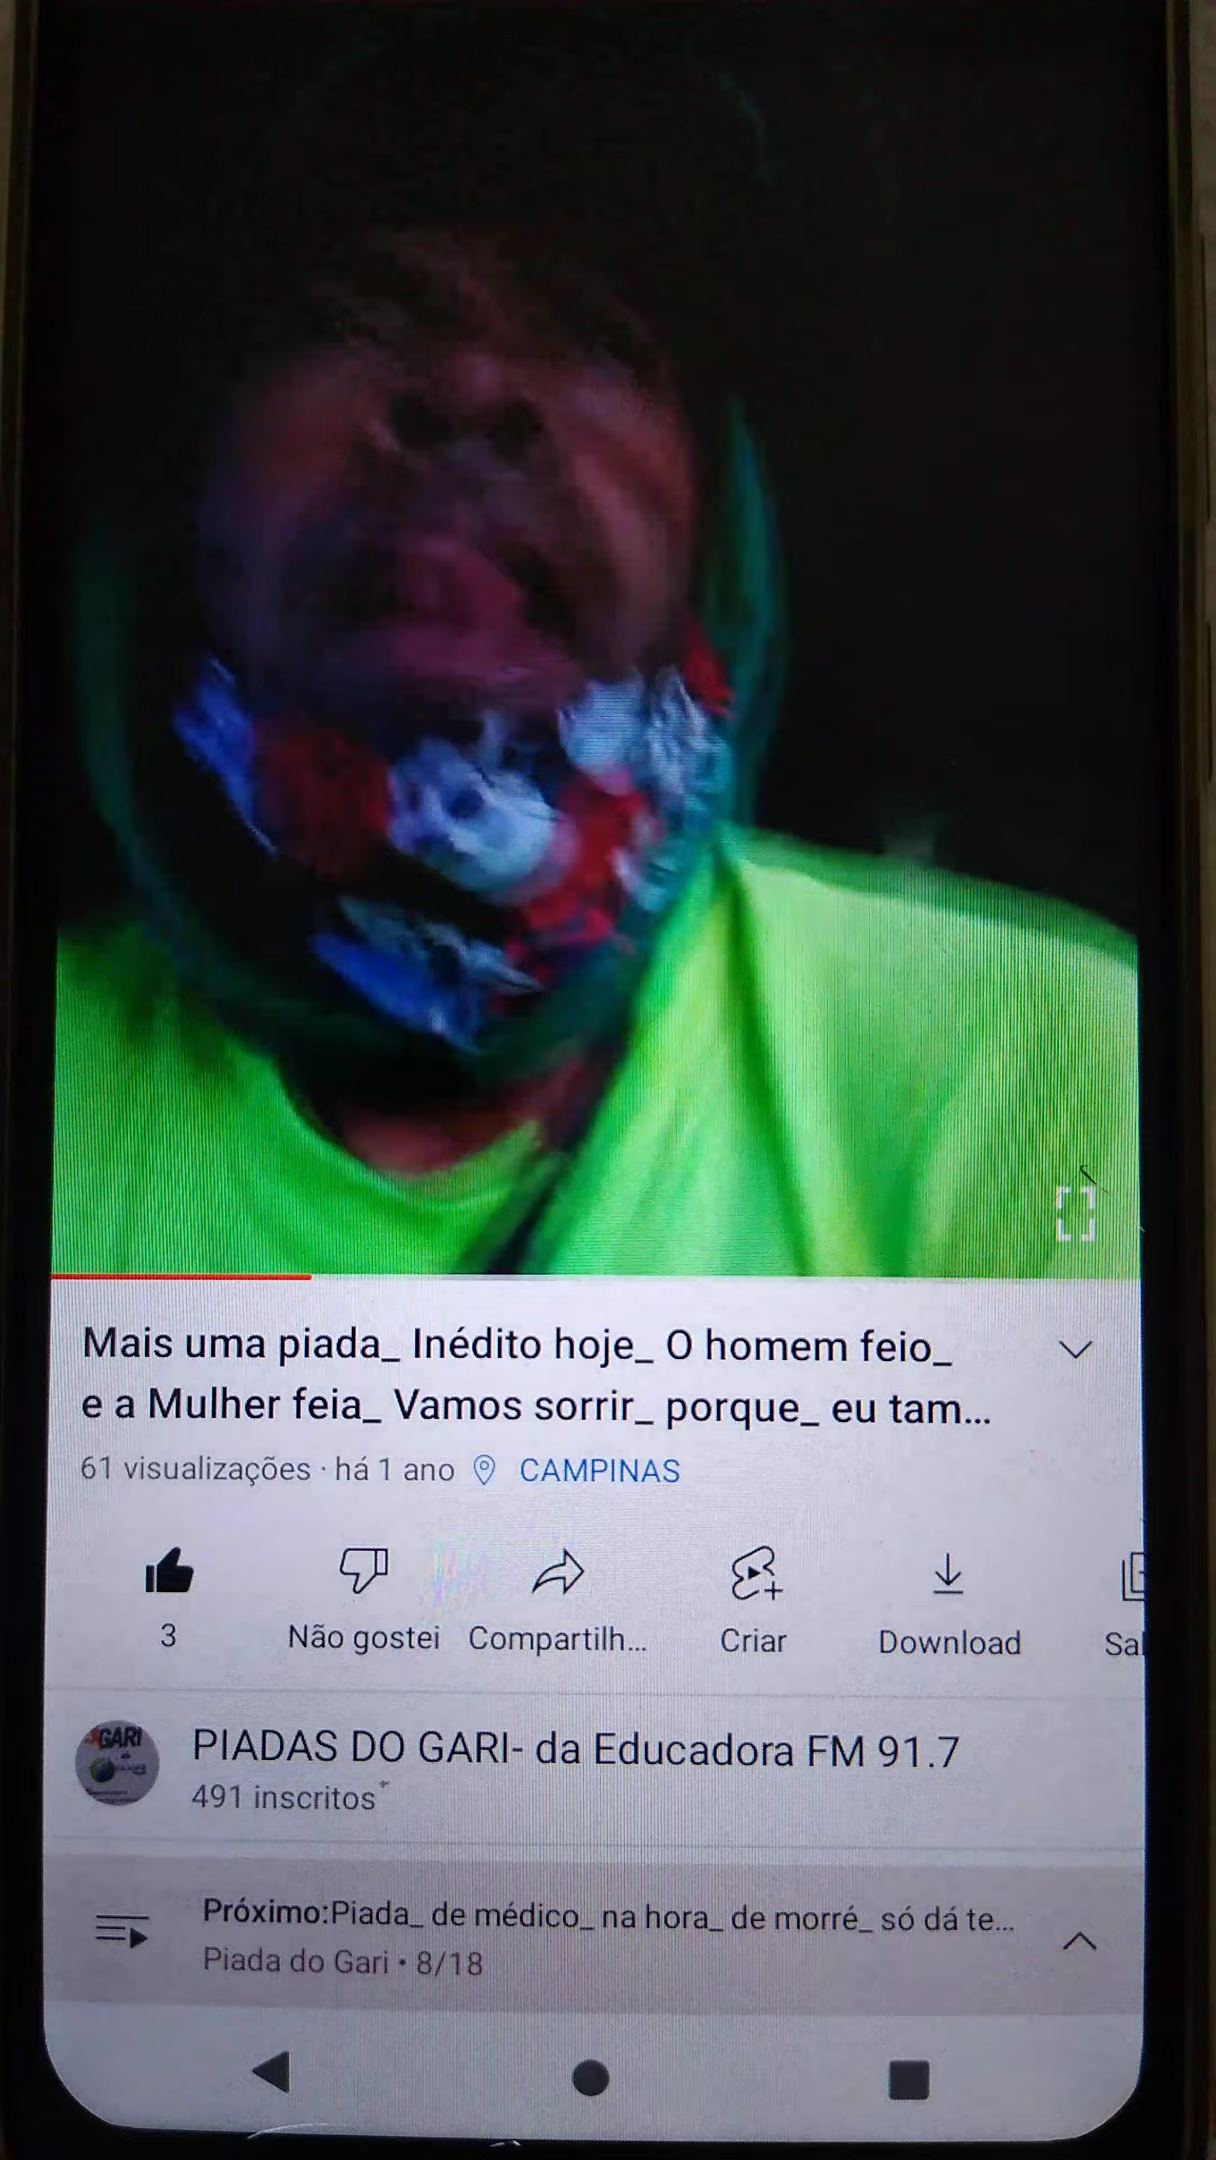 Mais uma piada_ Inédito hoje_ O homem feio_
e a Mulher feia_ Vamos sorrir_ porque_ eu tam...
61 visualizações · há 1 ano CAMPINAS
3 Não gostei Compartilh... Criar Download Sal
GARI
PIADAS DO GARI- da Educadora FM 91.7
491 inscritos
Próximo:Piada_ de médico_ na hora_ de morré_ só dá te...
Piada do Gari • 8/18